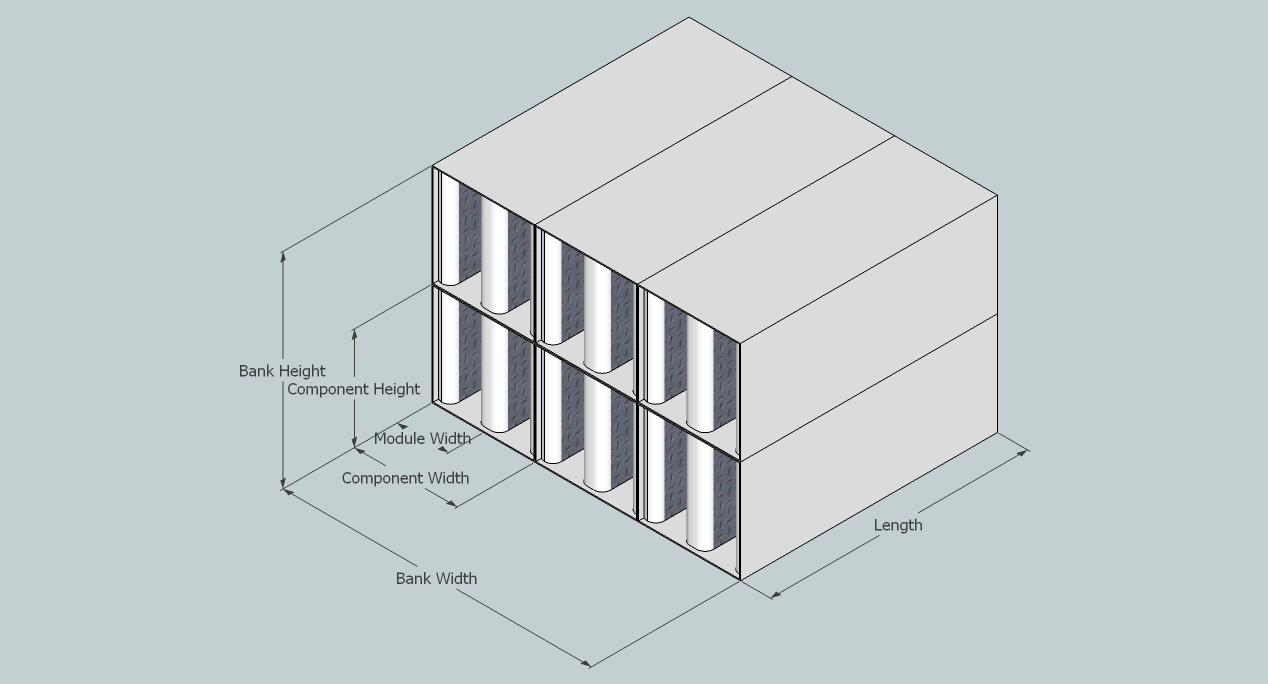 Bank Height
Component Height
Module Width
Component Width
Length
Bank Width